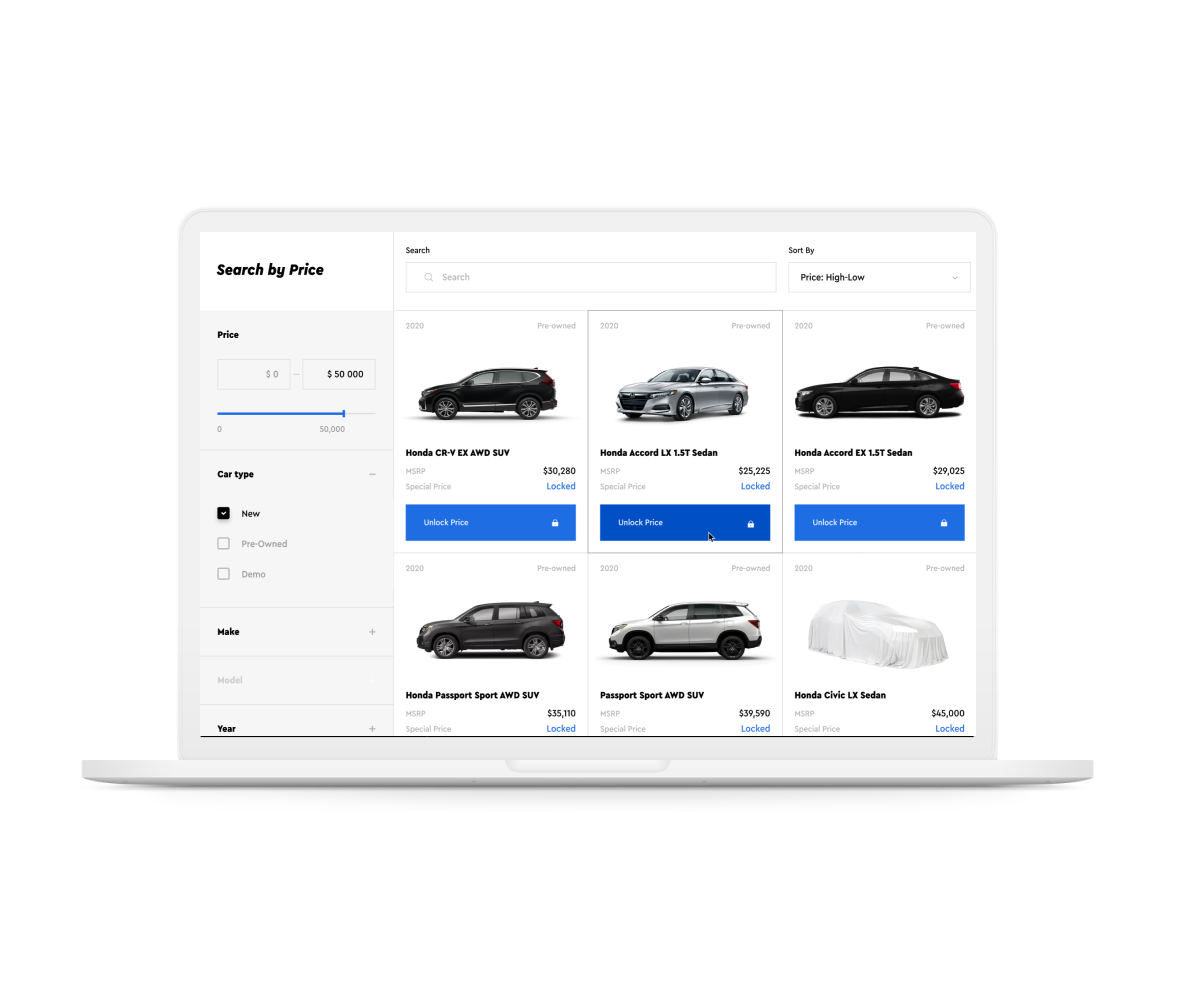 Search by Price
Search
Sort By
Search
Price: High-Low
Price
$ 0 – $ 50 000
0 50,000
Car type –
New
Pre-Owned
Demo
Make +
Model
Year +
2020 Pre-owned
Honda CR-V EX AWD SUV
MSRP $30,280
Special Price Locked
Unlock Price
2020 Pre-owned
Honda Accord LX 1.5T Sedan
MSRP $25,225
Special Price Locked
Unlock Price
2020 Pre-owned
Honda Accord EX 1.5T Sedan
MSRP $29,025
Special Price Locked
Unlock Price
2020 Pre-owned
Honda Passport Sport AWD SUV
MSRP $35,110
Special Price Locked
2020 Pre-owned
Passport Sport AWD SUV
MSRP $39,590
Special Price Locked
2020 Pre-owned
Honda Civic LX Sedan
MSRP $45,000
Special Price Locked